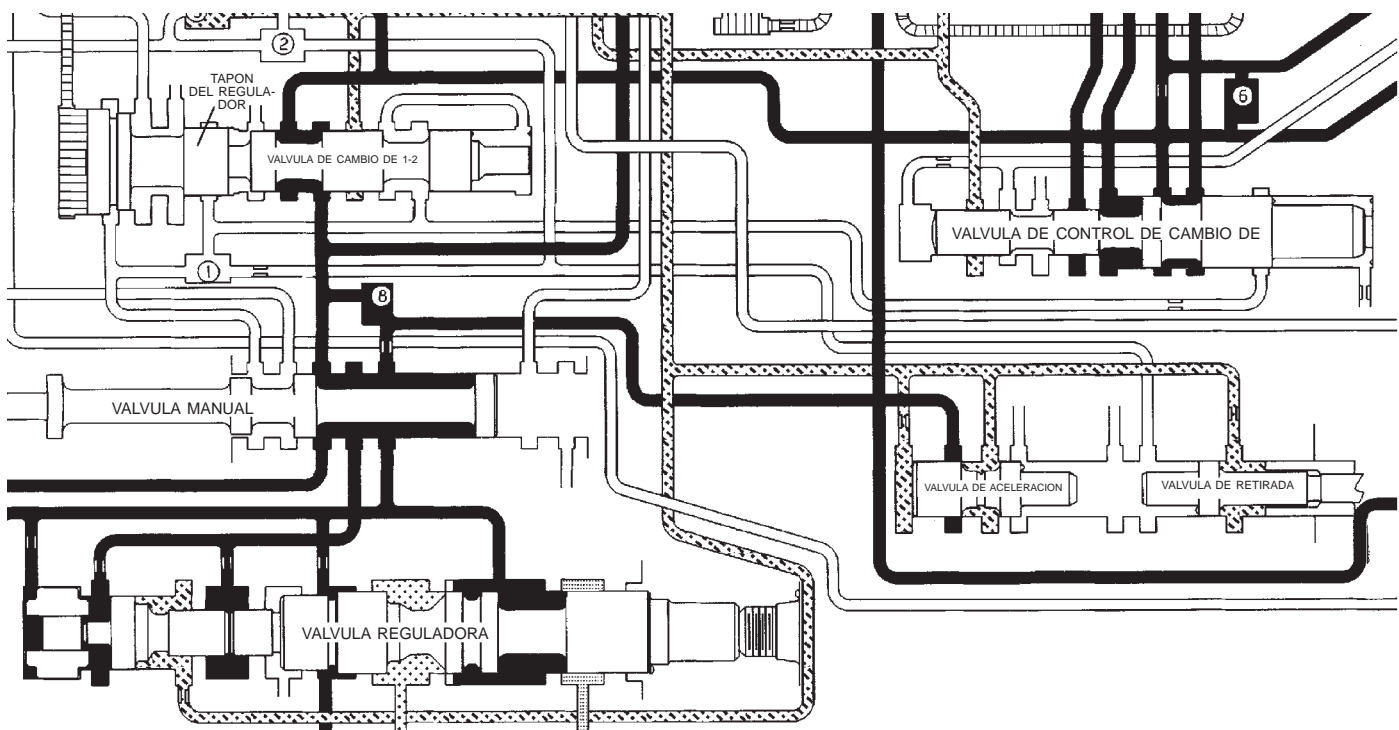 2
TAPON
DEL REGULA-
DOR
6
VALVULA DE CAMBIO DE 1-2
VALVULA DE CONTROL DE CAMBIO DE
1
8
VALVULA MANUAL
VALVULA DE ACELERACION
VALVULA DE RETIRADA
VALVULA REGULADORA